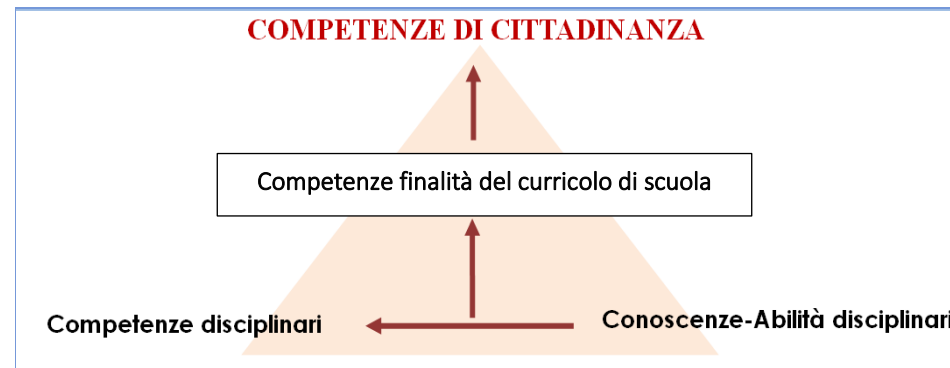 COMPETENZE DI CITTADINANZA
Competenze finalità del curricolo di scuola
Competenze disciplinari
Conoscenze-Abilità disciplinari